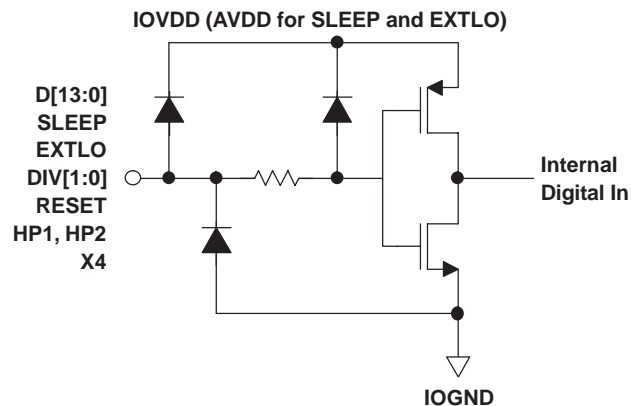 IOVDD (AVDD for SLEEP and EXTLO)
D[13:0]
SLEEP
EXTLO
DIV[1:0]
RESET
HP1, HP2
X4
Internal
Digital In
IOGND